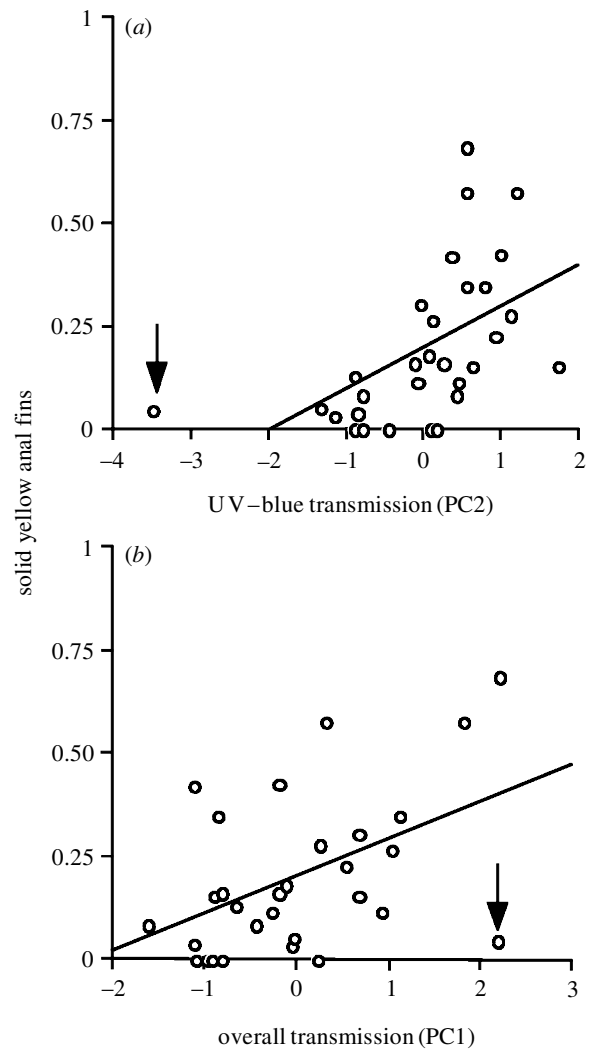 (a)
1
0.75
0.50
0.25
0
−4 −3 −2 −1 0 1 2
UV−blue transmission (PC2)
solid yellow anal fins
(b)
1
0.75
0.50
0.25
0
−2 −1 0 1 2 3
overall transmission (PC1)